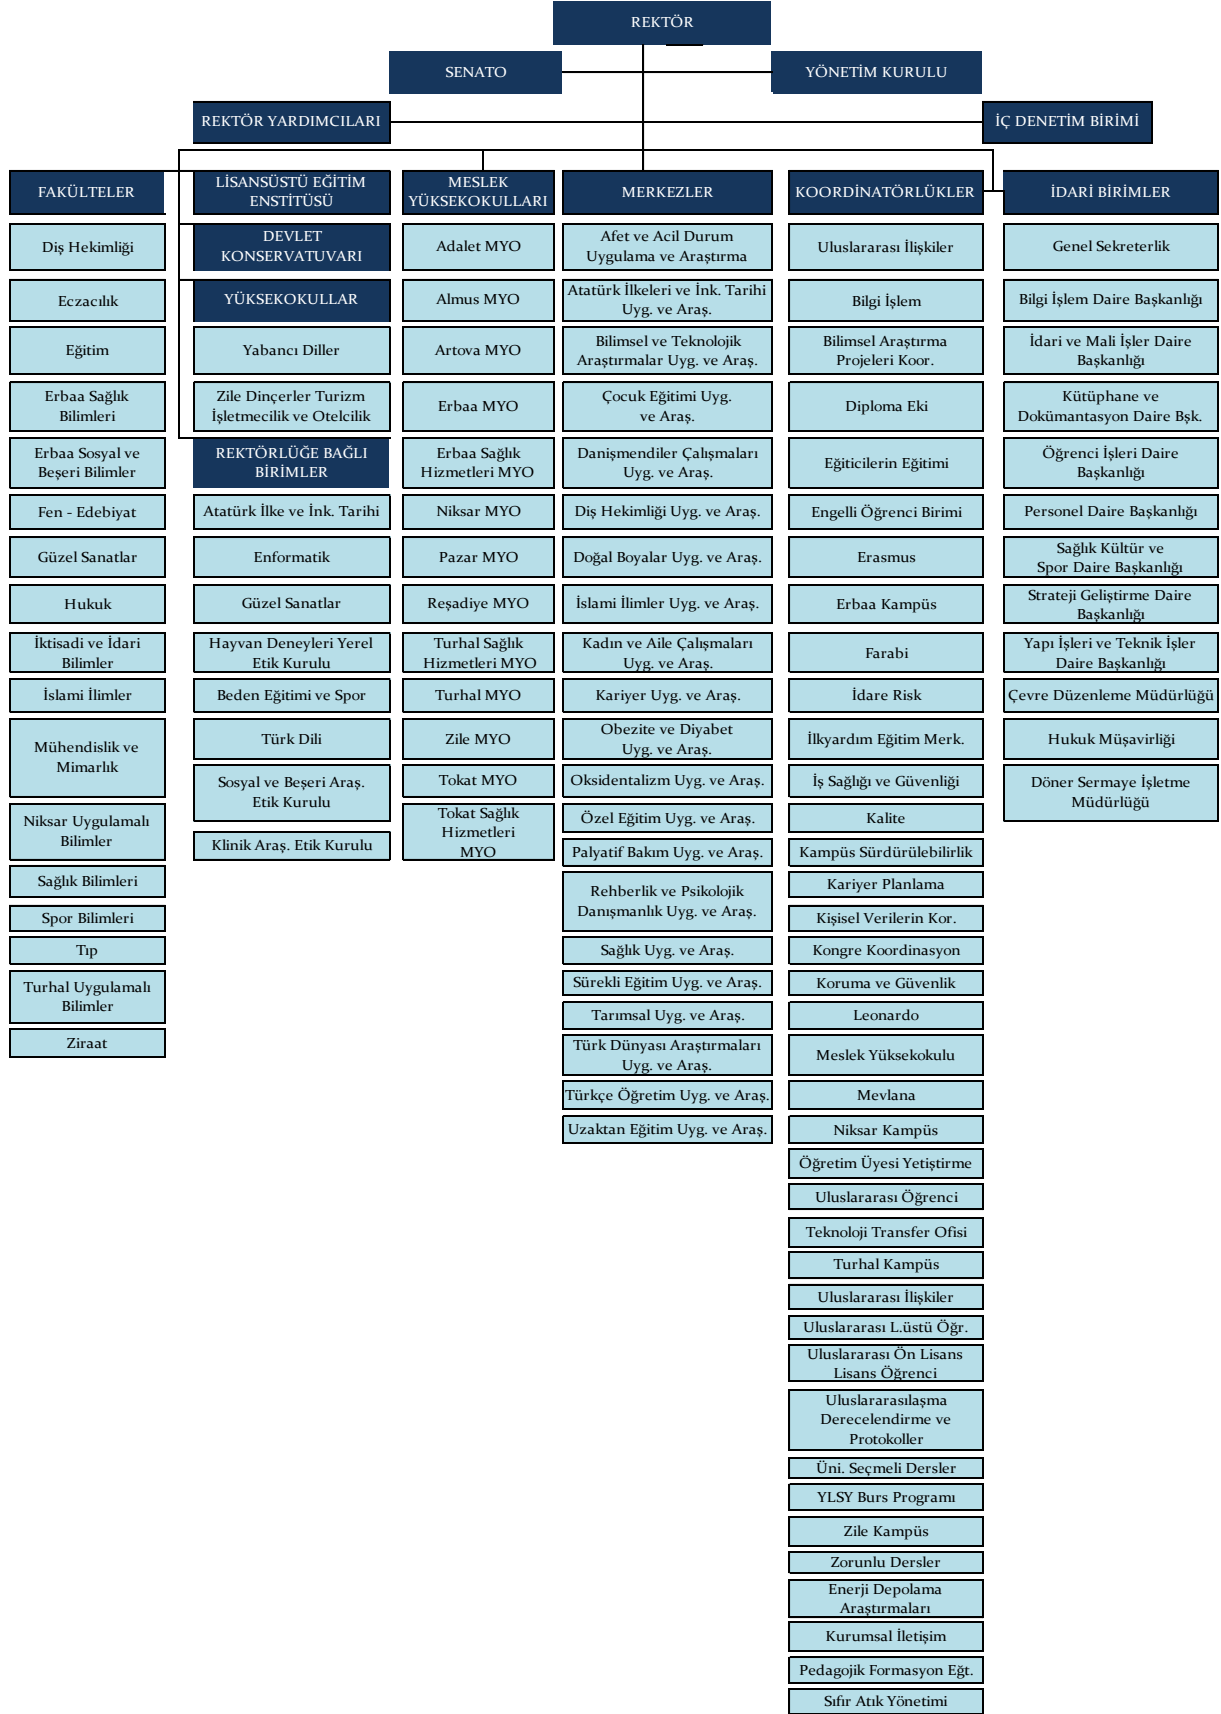 REKTÖR
SENATO
YÖNETİM KURULU
REKTÖR YARDIMCILARI
İÇ DENETİM BİRİMİ
FAKÜLTELER
Diş Hekimliği
Eczacılık
Eğitim
Erbaa Sağlık
Bilimleri
Erbaa Sosyal ve
Beşeri Bilimler
Fen - Edebiyat
Güzel Sanatlar
Hukuk
İktisadi ve İdari
Bilimler
İslami İlimler
Mühendislik ve
Mimarlık
Niksar Uygulamalı
Bilimler
Sağlık Bilimleri
Spor Bilimleri
Tıp
Turhal Uygulamalı
Bilimler
Ziraat
LİSANSÜSTÜ EĞİTİM
ENSTİTÜSÜ
DEVLET
KONSERVATUVARI
YÜKSEKOKULLAR
Yabancı Diller
Zile Dinçerler Turizm
İşletmecilik ve Otelcilik
REKTÖRLÜĞE BAĞLI
BİRİMLER
Atatürk İlke ve İnk. Tarihi
Enformatik
Güzel Sanatlar
Hayvan Deneyleri Yerel
Etik Kurulu
Beden Eğitimi ve Spor
Türk Dili
Sosyal ve Beşeri Araş.
Etik Kurulu
Klinik Araş. Etik Kurulu
MESLEK
YÜKSEKOKULLARI
Adalet MYO
Almus MYO
Artova MYO
Erbaa MYO
Erbaa Sağlık
Hizmetleri MYO
Niksar MYO
Pazar MYO
Reşadiye MYO
Turhal Sağlık
Hizmetleri MYO
Turhal MYO
Zile MYO
Tokat MYO
Tokat Sağlık
Hizmetleri
MYO
MERKEZLER
Afet ve Acil Durum
Uygulama ve Araştırma
Atatürk İlkeleri ve İnk. Tarihi
Uyg. ve Araş.
Bilimsel ve Teknolojik
Araştırmalar Uyg. ve Araş.
Çocuk Eğitimi Uyg.
ve Araş.
Danişmendiler Çalışmaları
Uyg. ve Araş.
Diş Hekimliği Uyg. ve Araş.
Doğal Boyalar Uyg. ve Araş.
İslami İlimler Uyg. ve Araş.
Kadın ve Aile Çalışmaları
Uyg. ve Araş.
Kariyer Uyg. ve Araş.
Obezite ve Diyabet
Uyg. ve Araş.
Oksidentalizm Uyg. ve Araş.
Özel Eğitim Uyg. ve Araş.
Palyatif Bakım Uyg. ve Araş.
Rehberlik ve Psikolojik
Danışmanlık Uyg. ve Araş.
Sağlık Uyg. ve Araş.
Sürekli Eğitim Uyg. ve Araş.
Tarımsal Uyg. ve Araş.
Türk Dünyası Araştırmaları
Uyg. ve Araş.
Türkçe Öğretim Uyg. ve Araş.
Uzaktan Eğitim Uyg. ve Araş.
KOORDİNATÖRLÜKLER
Uluslararası İlişkiler
Bilgi İşlem
Bilimsel Araştırma
Projeleri Koor.
Diploma Eki
Eğiticilerin Eğitimi
Engelli Öğrenci Birimi
Erasmus
Erbaa Kampüs
Farabi
İdare Risk
İlkyardım Eğitim Merk.
İş Sağlığı ve Güvenliği
Kalite
Kampüs Sürdürülebilirlik
Kariyer Planlama
Kişisel Verilerin Kor.
Kongre Koordinasyon
Koruma ve Güvenlik
Leonardo
Meslek Yüksekokulu
Mevlana
Niksar Kampüs
Öğretim Üyesi Yetiştirme
Uluslararası Öğrenci
Teknoloji Transfer Ofisi
Turhal Kampüs
Uluslararası İlişkiler
Uluslararası L.üstü Öğr.
Uluslararası Ön Lisans
Lisans Öğrenci
Uluslararasılaşma
Derecelendirme ve
Protokoller
Üni. Seçmeli Dersler
YLSY Burs Programı
Zile Kampüs
Zorunlu Dersler
Enerji Depolama
Araştırmaları
Kurumsal İletişim
Pedagojik Formasyon Eğt.
Sıfır Atık Yönetimi
İDARİ BİRİMLER
Genel Sekreterlik
Bilgi İşlem Daire Başkanlığı
İdari ve Mali İşler Daire
Başkanlığı
Kütüphane ve
Dokümantasyon Daire Bşk.
Öğrenci İşleri Daire
Başkanlığı
Personel Daire Başkanlığı
Sağlık Kültür ve
Spor Daire Başkanlığı
Strateji Geliştirme Daire
Başkanlığı
Yapı İşleri ve Teknik İşler
Daire Başkanlığı
Çevre Düzenleme Müdürlüğü
Hukuk Müşavirliği
Döner Sermaye İşletme
Müdürlüğü